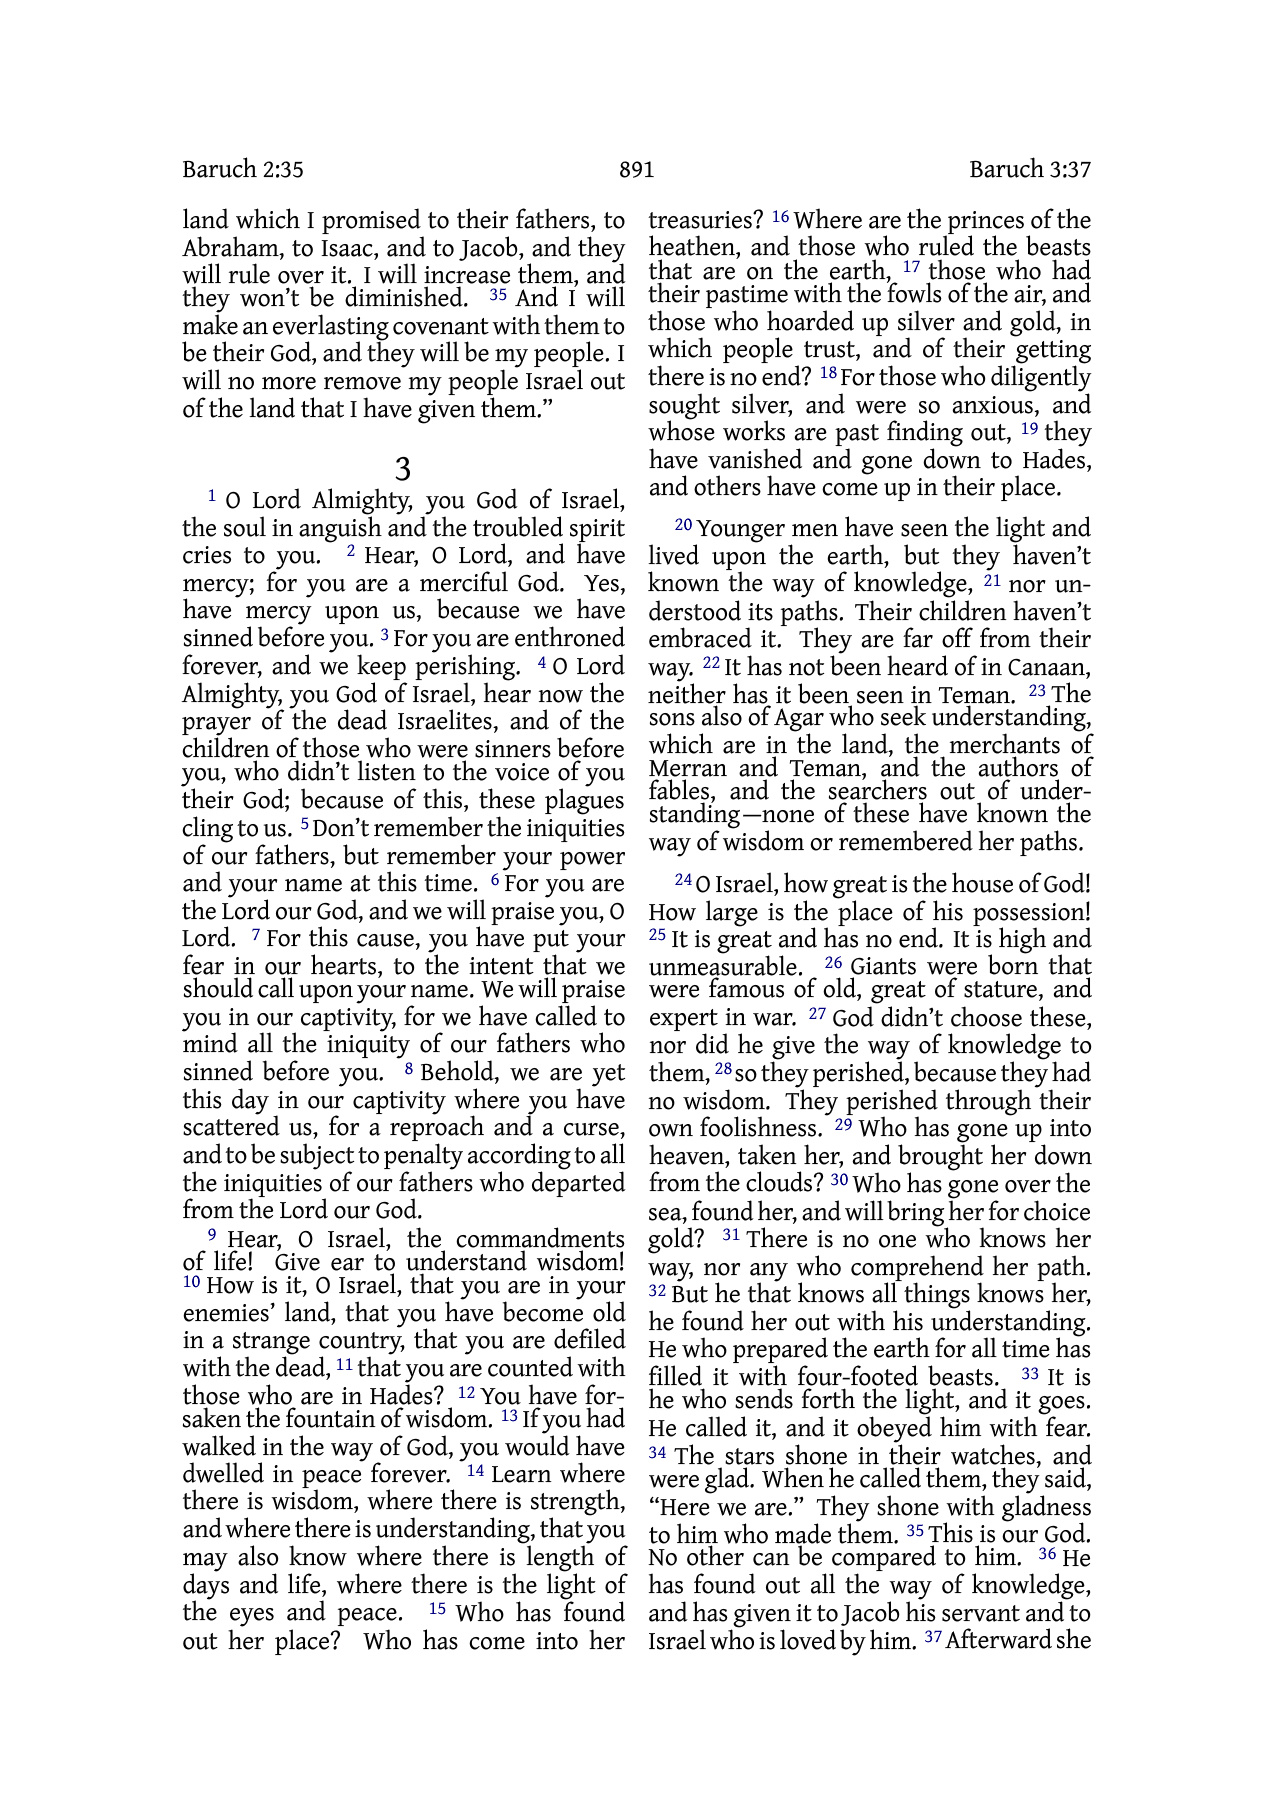 Baruch 2:35
891
Baruch 3:37
land which I promised to their fathers, to
Abraham, to Isaac, and to Jacob, and they
will rule over it. I will increase them, and
they won’t be diminished. 35 And I will
make an everlasting covenant with them to
be their God, and they will be my people. I
will no more remove my people Israel out
of the land that I have given them.”
3
1 O Lord Almighty, you God of Israel,
the soul in anguish and the troubled spirit
cries to you. 2 Hear, O Lord, and have
mercy; for you are a merciful God. Yes,
have mercy upon us, because we have
sinned before you. 3 For you are enthroned
forever, and we keep perishing. 4 O Lord
Almighty, you God of Israel, hear now the
prayer of the dead Israelites, and of the
children of those who were sinners before
you, who didn’t listen to the voice of you
their God; because of this, these plagues
cling to us. 5 Don’t remember the iniquities
of our fathers, but remember your power
and your name at this time. 6 For you are
the Lord our God, and we will praise you, O
Lord. 7 For this cause, you have put your
fear in our hearts, to the intent that we
should call upon your name. We will praise
you in our captivity, for we have called to
mind all the iniquity of our fathers who
sinned before you. 8 Behold, we are yet
this day in our captivity where you have
scattered us, for a reproach and a curse,
and to be subject to penalty according to all
the iniquities of our fathers who departed
from the Lord our God.
9 Hear, O Israel, the commandments
of life! Give ear to understand wisdom!
10 How is it, O Israel, that you are in your
enemies’ land, that you have become old
in a strange country, that you are defiled
with the dead, 11 that you are counted with
those who are in Hades? 12 You have for-
saken the fountain of wisdom. 13 If you had
walked in the way of God, you would have
dwelled in peace forever. 14 Learn where
there is wisdom, where there is strength,
and where there is understanding, that you
may also know where there is length of
days and life, where there is the light of
the eyes and peace. 15 Who has found
out her place? Who has come into her
treasuries? 16 Where are the princes of the
heathen, and those who ruled the beasts
that are on the earth, 17 those who had
their pastime with the fowls of the air, and
those who hoarded up silver and gold, in
which people trust, and of their getting
there is no end? 18 For those who diligently
sought silver, and were so anxious, and
whose works are past finding out, 19 they
have vanished and gone down to Hades,
and others have come up in their place.
20 Younger men have seen the light and
lived upon the earth, but they haven’t
known the way of knowledge, 21 nor un-
derstood its paths. Their children haven’t
embraced it. They are far off from their
way. 22 It has not been heard of in Canaan,
neither has it been seen in Teman. 23 The
sons also of Agar who seek understanding,
which are in the land, the merchants of
Merran and Teman, and the authors of
fables, and the searchers out of under-
standing—none of these have known the
way of wisdom or remembered her paths.
24 O Israel, how great is the house of God!
How large is the place of his possession!
25 It is great and has no end. It is high and
unmeasurable. 26 Giants were born that
were famous of old, great of stature, and
expert in war. 27 God didn’t choose these,
nor did he give the way of knowledge to
them, 28 so they perished, because they had
no wisdom. They perished through their
own foolishness. 29 Who has gone up into
heaven, taken her, and brought her down
from the clouds? 30 Who has gone over the
sea, found her, and will bring her for choice
gold? 31 There is no one who knows her
way, nor any who comprehend her path.
32 But he that knows all things knows her,
he found her out with his understanding.
He who prepared the earth for all time has
filled it with four-footed beasts. 33 It is
he who sends forth the light, and it goes.
He called it, and it obeyed him with fear.
34 The stars shone in their watches, and
were glad. When he called them, they said,
“Here we are.” They shone with gladness
to him who made them. 35 This is our God.
No other can be compared to him. 36 He
has found out all the way of knowledge,
and has given it to Jacob his servant and to
Israel who is loved by him. 37 Afterward she